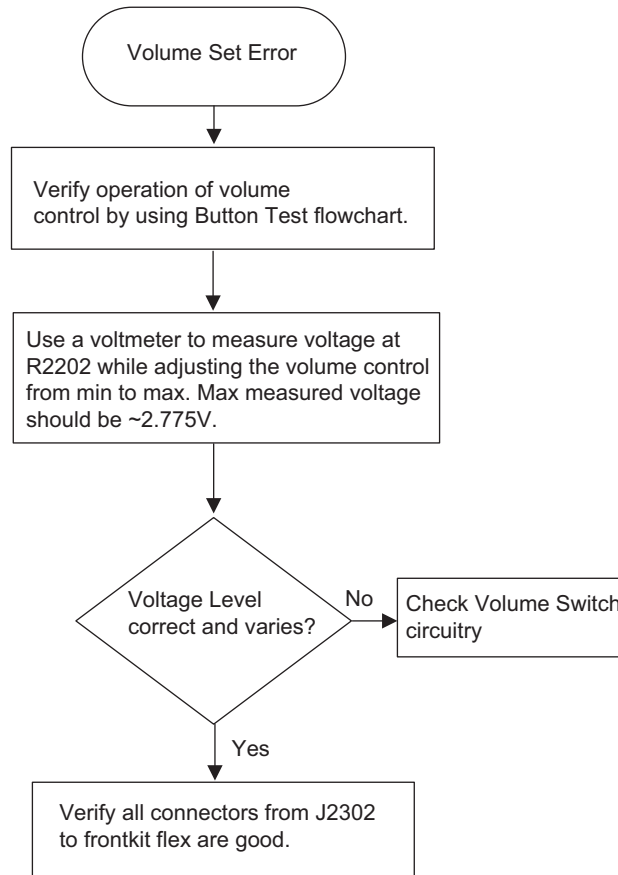 Volume Set Error
Verify operation of volume
control by using Button Test flowchart.
Use a voltmeter to measure voltage at
R2202 while adjusting the volume control
from min to max. Max measured voltage
should be ~2.775V.
Voltage Level
correct and varies?
No
Check Volume Switch
circuitry
Yes
Verify all connectors from J2302
to frontkit flex are good.